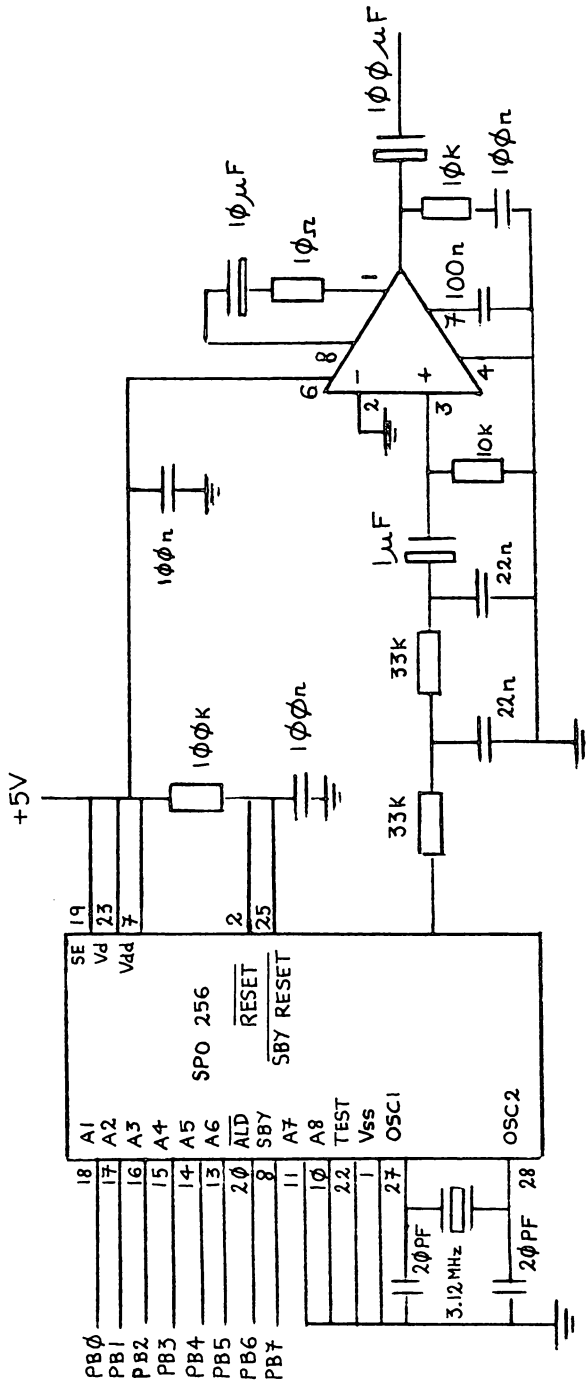 PB0
PB1
PB2
PB3
PB4
PB5
PB6
PB7
18
17
16
15
14
13
20
8
11
10
22
1
27
28
A1
A2
A3
A4
A5
A6
ALD
SBY
A7
A8
TEST
Vss
OSC1
OSC2
SPO 256
RESET
SBY RESET
SE
Vd
Vdd
19
23
7
2
25
20PF
3.12MHz
20PF
+5V
100k
100n
100n
33k
33k
22n
22n
1µF
10k
6
8
1
2
-
3
+
4
7
10µF
10Ω
100n
100µF
10k
100n